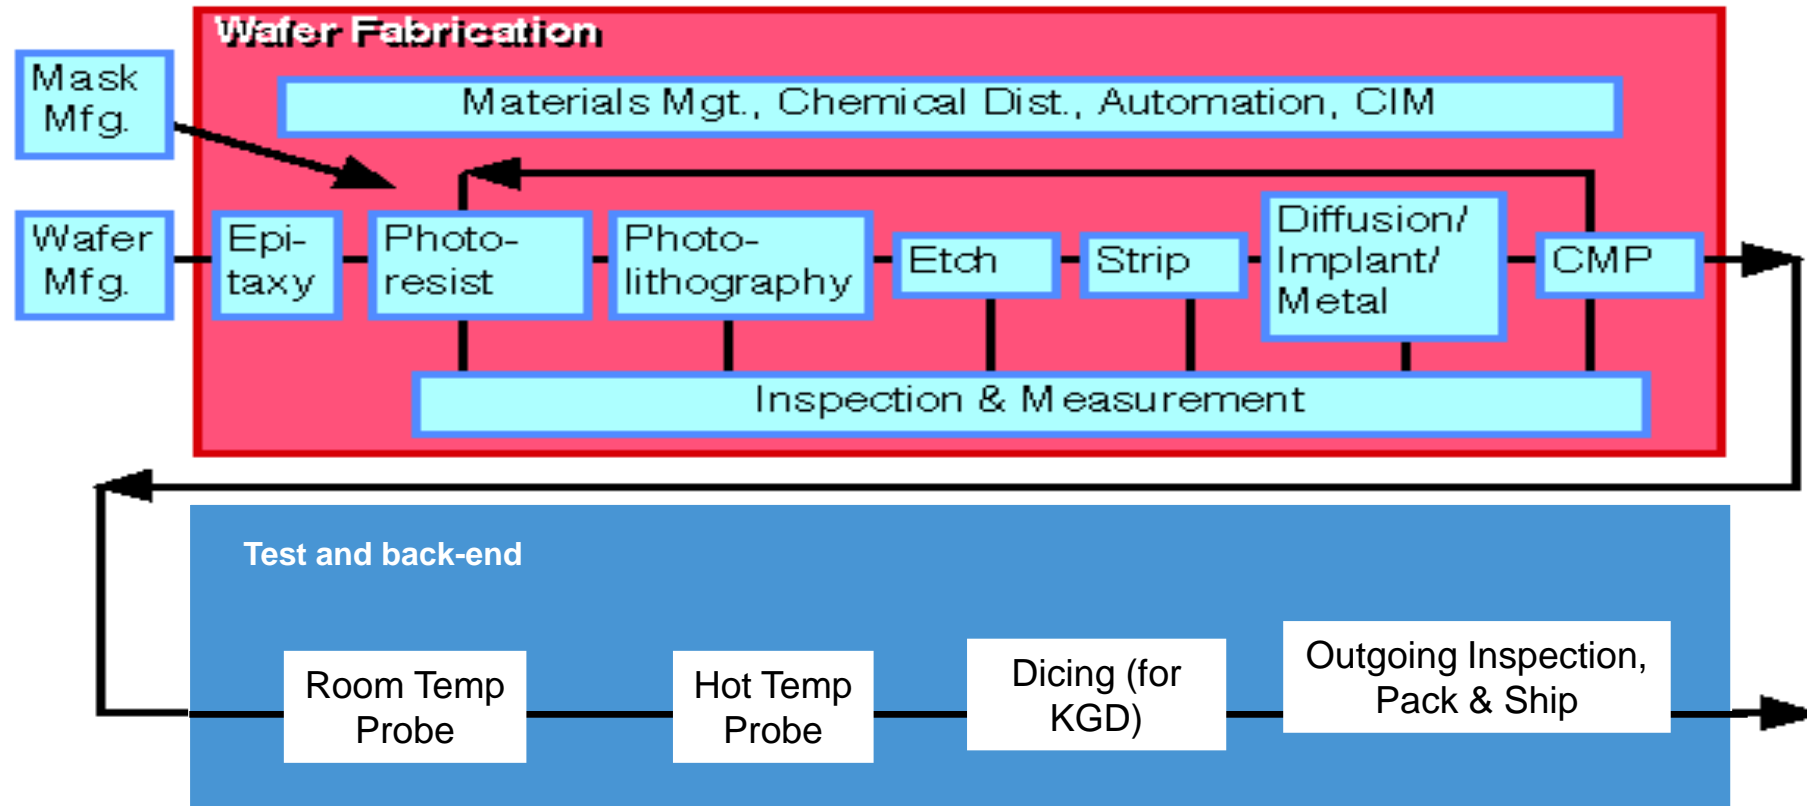 Wafer Fabrication
Mask
Mfg.
Materials Mgt., Chemical Dist., Automation, CIM
Wafer
Mfg.
Epi-
taxy
Photo-
resist
Photo-
lithography
Etch
Strip
Diffusion/
Implant/
Metal
CMP
Inspection & Measurement
Test and back-end
Room Temp
Probe
Hot Temp
Probe
Dicing (for
KGD)
Outgoing Inspection,
Pack & Ship